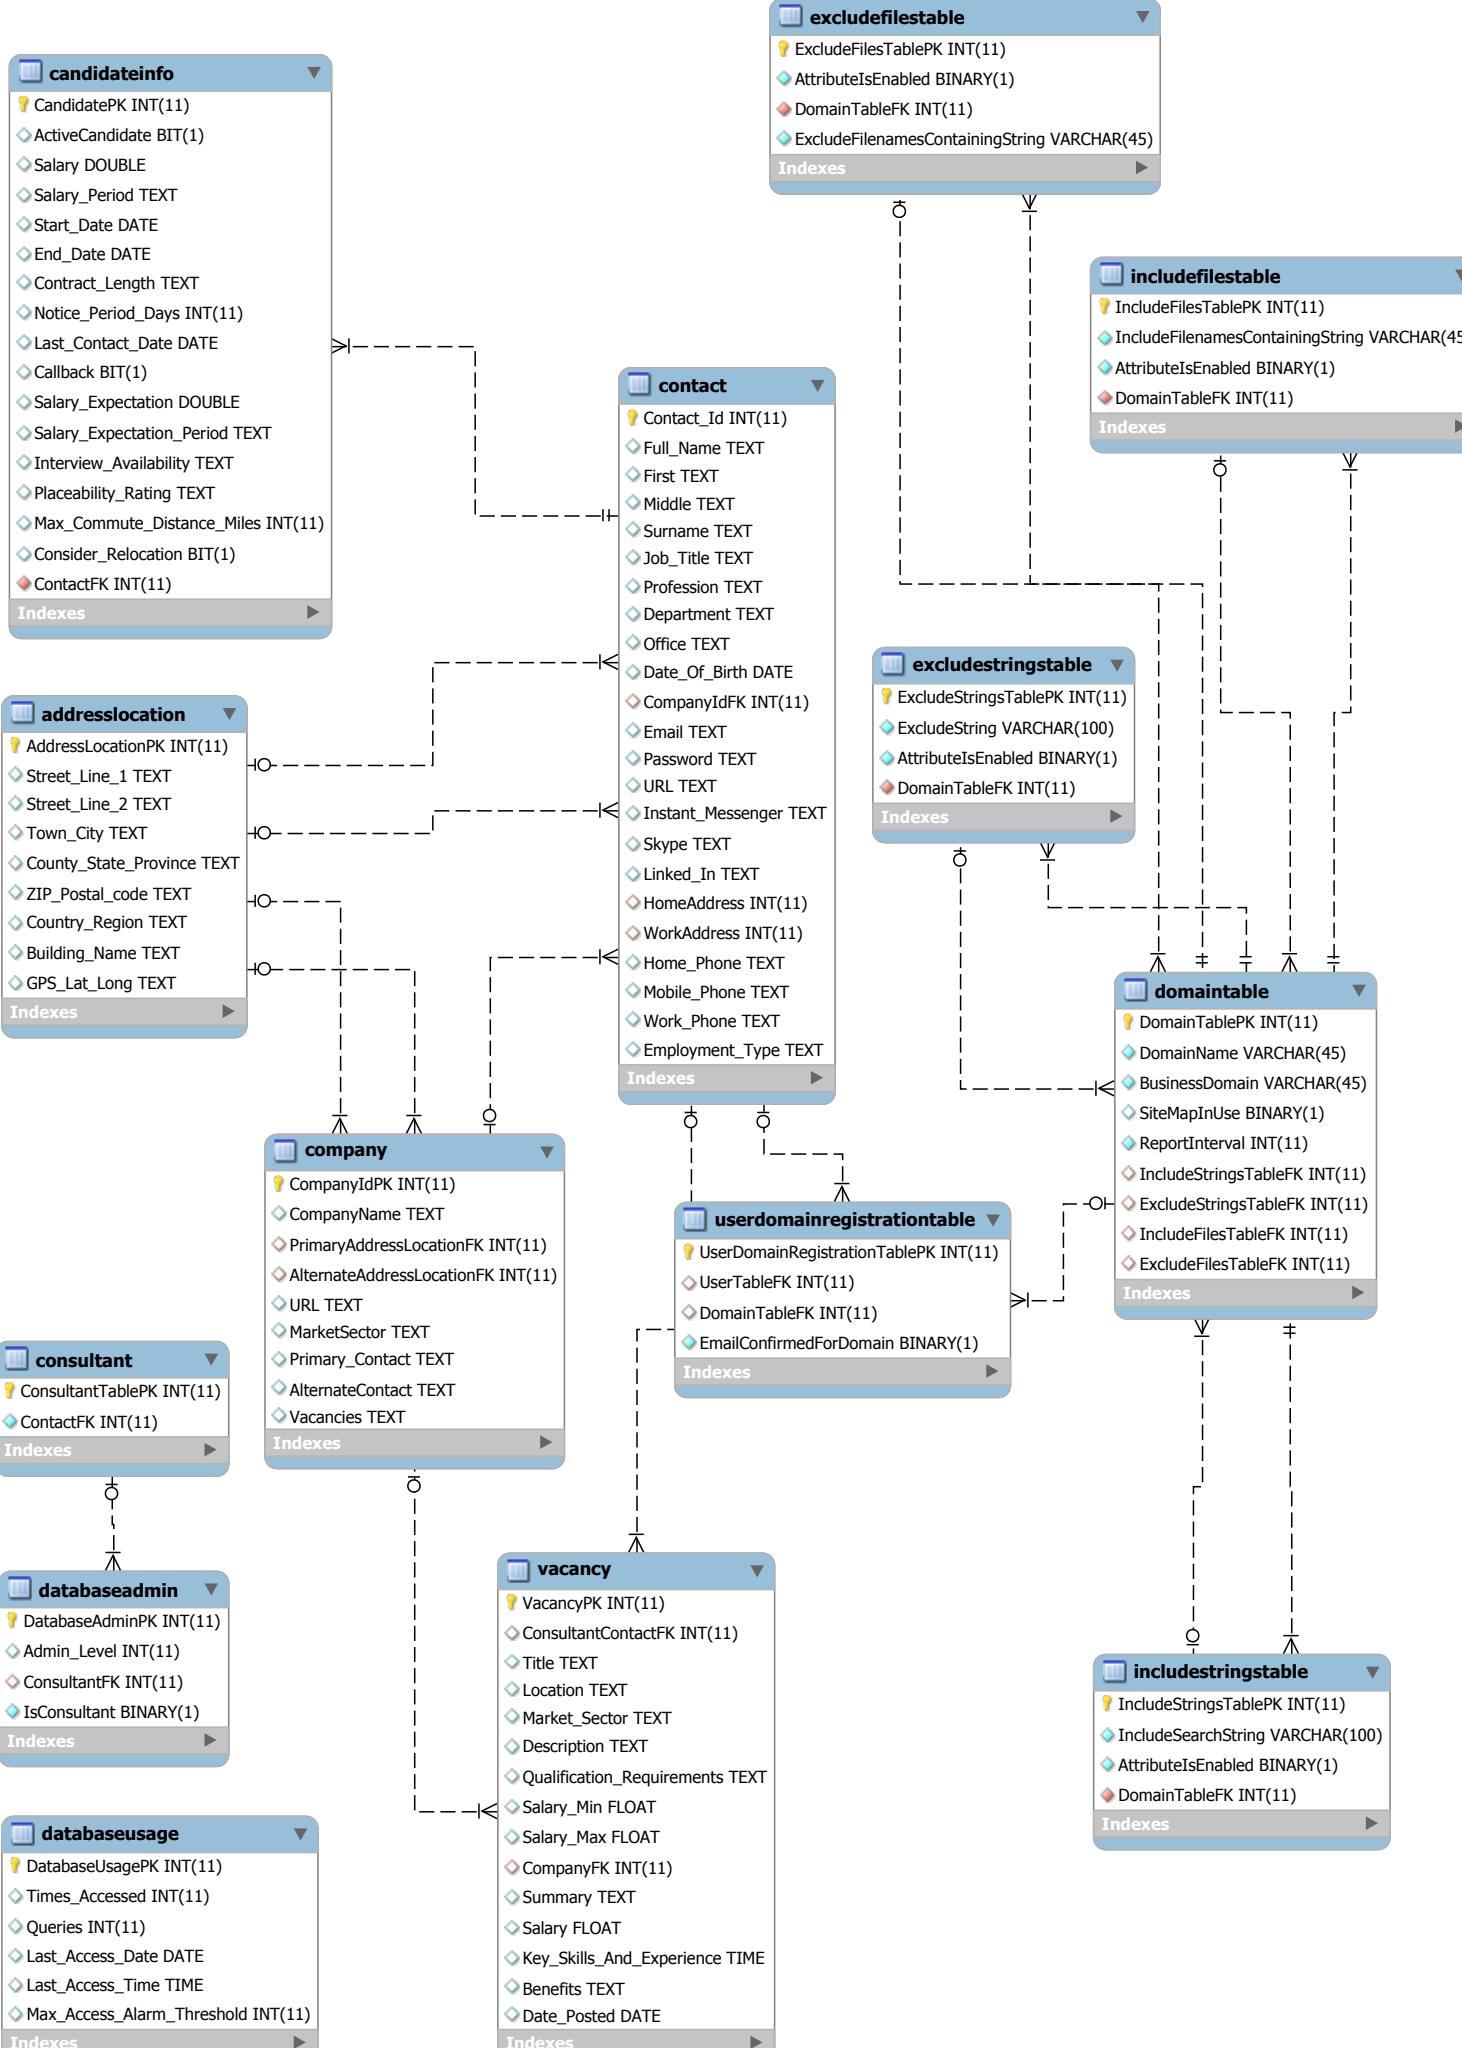 excludefilestable
ExcludeFilesTablePK INT(11)
AttributeIsEnabled BINARY(1)
DomainTableFK INT(11)
ExcludeFilenamesContainingString VARCHAR(45)
Indexes
candidateinfo
CandidatePK INT(11)
ActiveCandidate BIT(1)
Salary DOUBLE
Salary_Period TEXT
Start_Date DATE
End_Date DATE
Contract_Length TEXT
Notice_Period_Days INT(11)
Last_Contact_Date DATE
Callback BIT(1)
Salary_Expectation DOUBLE
Salary_Expectation_Period TEXT
Interview_Availability TEXT
Placeability_Rating TEXT
Max_Commute_Distance_Miles INT(11)
Consider_Relocation BIT(1)
ContactFK INT(11)
Indexes
includefilestable
IncludeFilesTablePK INT(11)
IncludeFilenamesContainingString VARCHAR(45
AttributeIsEnabled BINARY(1)
DomainTableFK INT(11)
Indexes
contact
Contact_Id INT(11)
Full_Name TEXT
First TEXT
Middle TEXT
Surname TEXT
Job_Title TEXT
Profession TEXT
Department TEXT
Office TEXT
Date_Of_Birth DATE
CompanyIdFK INT(11)
Email TEXT
Password TEXT
URL TEXT
Instant_Messenger TEXT
Skype TEXT
Linked_In TEXT
HomeAddress INT(11)
WorkAddress INT(11)
Home_Phone TEXT
Mobile_Phone TEXT
Work_Phone TEXT
Employment_Type TEXT
Indexes
excludestringstable
ExcludeStringsTablePK INT(11)
ExcludeString VARCHAR(100)
AttributeIsEnabled BINARY(1)
DomainTableFK INT(11)
Indexes
addresslocation
AddressLocationPK INT(11)
Street_Line_1 TEXT
Street_Line_2 TEXT
Town_City TEXT
County_State_Province TEXT
ZIP_Postal_code TEXT
Country_Region TEXT
Building_Name TEXT
GPS_Lat_Long TEXT
Indexes
domaintable
DomainTablePK INT(11)
DomainName VARCHAR(45)
BusinessDomain VARCHAR(45)
SiteMapInUse BINARY(1)
ReportInterval INT(11)
IncludeStringsTableFK INT(11)
ExcludeStringsTableFK INT(11)
IncludeFilesTableFK INT(11)
ExcludeFilesTableFK INT(11)
Indexes
company
CompanyIdPK INT(11)
CompanyName TEXT
PrimaryAddressLocationFK INT(11)
AlternateAddressLocationFK INT(11)
URL TEXT
MarketSector TEXT
Primary_Contact TEXT
AlternateContact TEXT
Vacancies TEXT
Indexes
userdomainregistrationtable
UserDomainRegistrationTablePK INT(11)
UserTableFK INT(11)
DomainTableFK INT(11)
EmailConfirmedForDomain BINARY(1)
Indexes
consultant
ConsultantTablePK INT(11)
ContactFK INT(11)
Indexes
databaseadmin
DatabaseAdminPK INT(11)
Admin_Level INT(11)
ConsultantFK INT(11)
IsConsultant BINARY(1)
Indexes
vacancy
VacancyPK INT(11)
ConsultantContactFK INT(11)
Title TEXT
Location TEXT
Market_Sector TEXT
Description TEXT
Qualification_Requirements TEXT
Salary_Min FLOAT
Salary_Max FLOAT
CompanyFK INT(11)
Summary TEXT
Salary FLOAT
Key_Skills_And_Experience TIME
Benefits TEXT
Date_Posted DATE
Indexes
includestringstable
IncludeStringsTablePK INT(11)
IncludeSearchString VARCHAR(100)
AttributeIsEnabled BINARY(1)
DomainTableFK INT(11)
Indexes
databaseusage
DatabaseUsagePK INT(11)
Times_Accessed INT(11)
Queries INT(11)
Last_Access_Date DATE
Last_Access_Time TIME
Max_Access_Alarm_Threshold INT(11)
Indexes